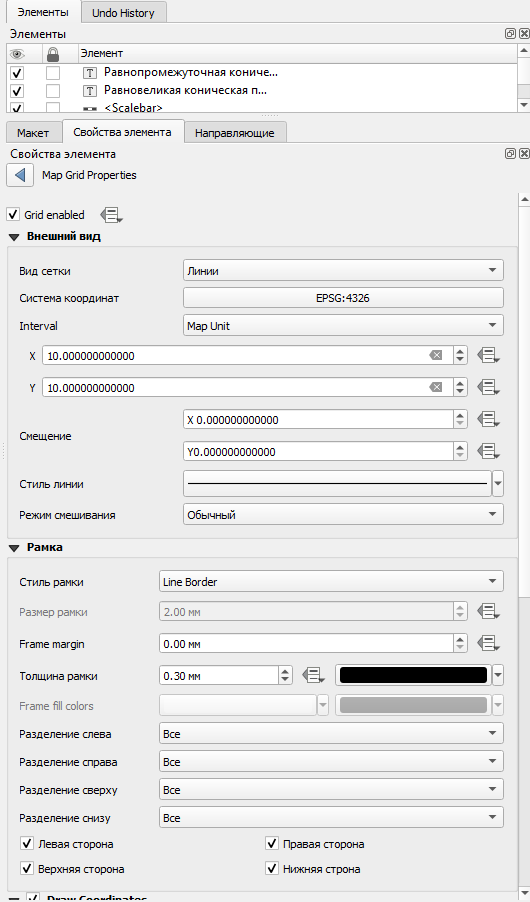 Элементы
Undo History
Элементы
Элемент
T Равнопромежуточная кониче...
T Равновеликая коническая п...
<Scalebar>
Макет
Свойства элемента
Направляющие
Свойства элемента
Map Grid Properties
Grid enabled
Внешний вид
Вид сетки Линии
Система координат EPSG:4326
Interval Map Unit
X 10.000000000000
Y 10.000000000000
X 0.000000000000
Смещение
Y0.000000000000
Стиль линии
Режим смешивания Обычный
Рамка
Стиль рамки Line Border
Размер рамки 2.00 мм
Frame margin 0.00 мм
Толщина рамки 0.30 мм
Frame fill colors
Разделение слева Все
Разделение справа Все
Разделение сверху Все
Разделение снизу Все
Левая сторона Правая сторона
Верхняя сторона Нижняя строна
Draw Coordinates